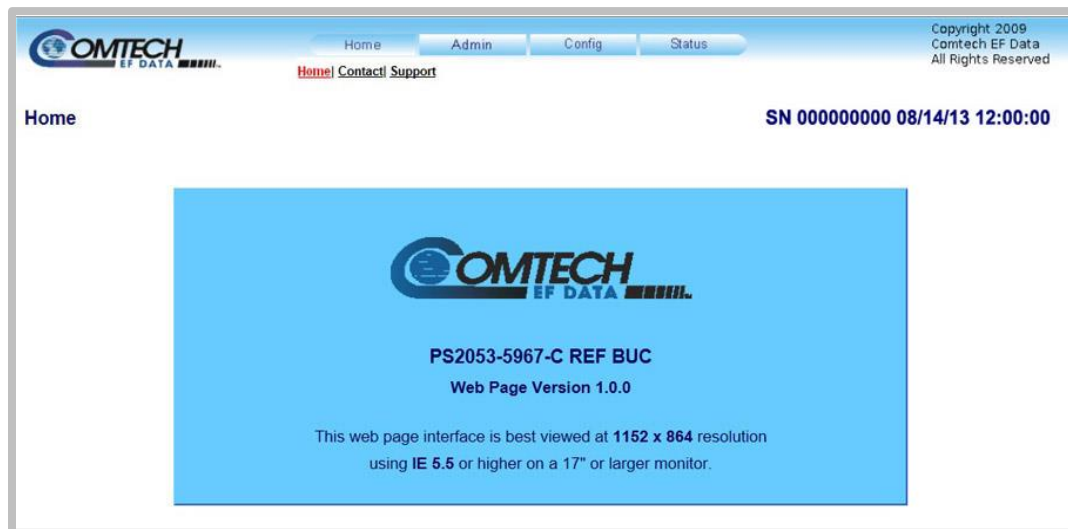 COMTECH
EF DATA
Home Admin Config Status
Home| Contact| Support
Copyright 2009
Comtech EF Data
All Rights Reserved
Home
SN 000000000 08/14/13 12:00:00
COMTECH
EF DATA
PS2053-5967-C REF BUC
Web Page Version 1.0.0
This web page interface is best viewed at 1152 x 864 resolution
using IE 5.5 or higher on a 17" or larger monitor.